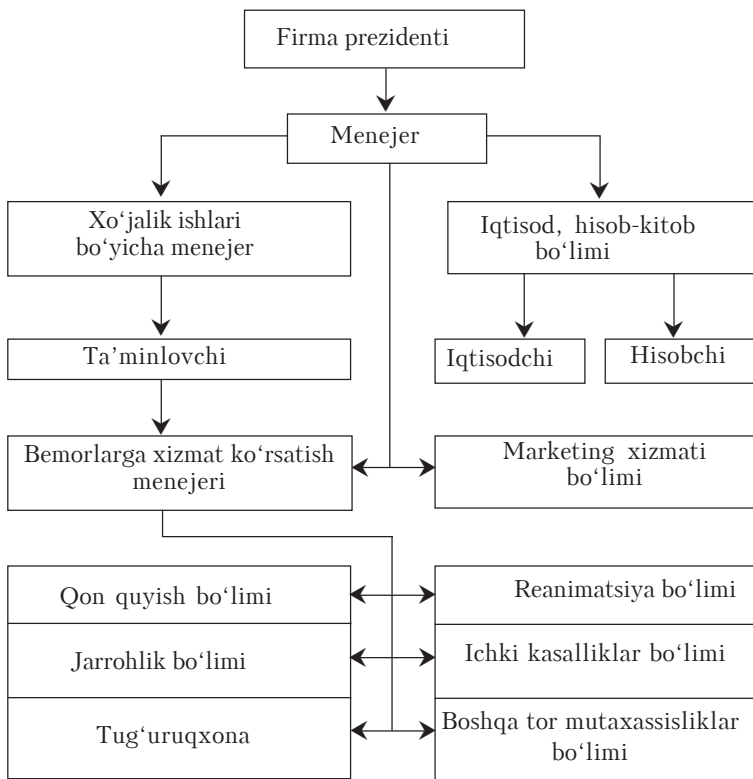 Firma prezidenti
Menejer
Xo‘jalik ishlari
bo‘yicha menejer
Iqtisod, hisob-kitob
bo‘limi
Ta’minlovchi
Iqtisodchi
Hisobchi
Bemorlarga xizmat ko‘rsatish
menejeri
Marketing xizmati
bo‘limi
Qon quyish bo‘limi
Reanimatsiya bo‘limi
Jarrohlik bo‘limi
Ichki kasalliklar bo‘limi
Tug‘uruqxona
Boshqa tor mutaxassisliklar
bo‘limi